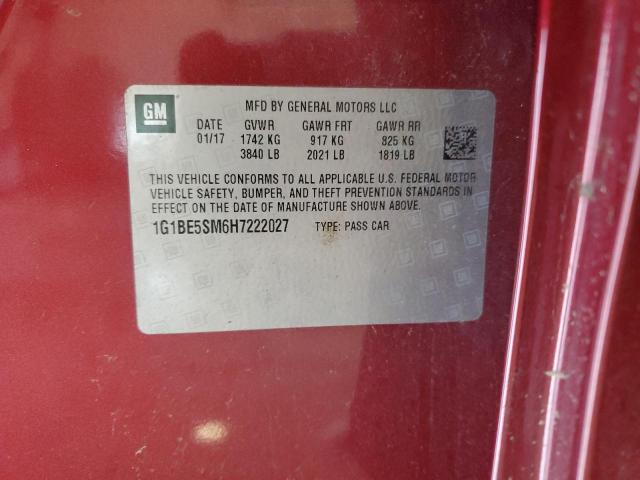 GM
MFD BY GENERAL MOTORS LLC
DATE GVWR GAWR FRT GAWR RR
01/17 1742 KG 917 KG 825 KG
3840 LB 2021 LB 1819 LB
THIS VEHICLE CONFORMS TO ALL APPLICABLE U.S. FEDERAL MOTOR
VEHICLE SAFETY, BUMPER, AND THEFT PREVENTION STANDARDS IN
EFFECT ON THE DATE OF MANUFACTURE SHOWN ABOVE.
1G1BE5SM6H7222027 TYPE: PASS CAR